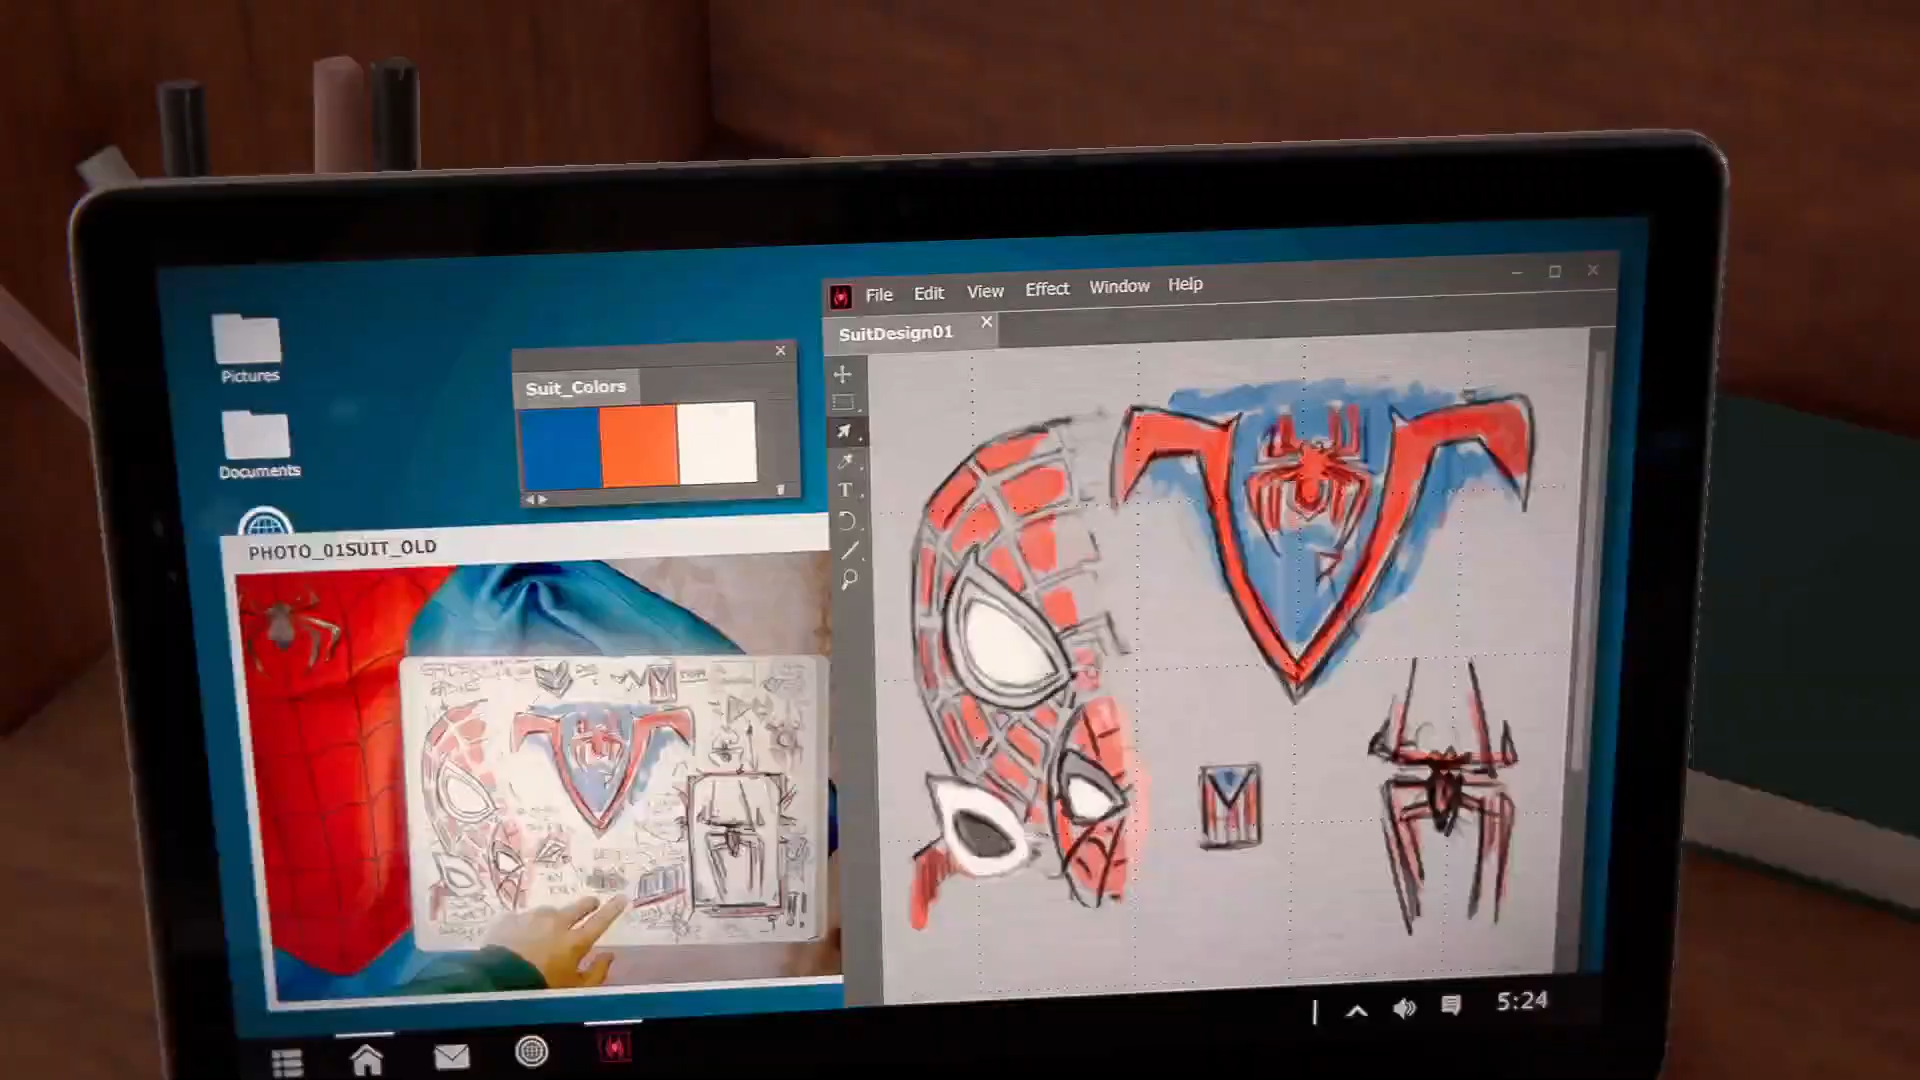 File Edit View Effect Window Help
SuitDesign01
Suit_Colors
T
Pictures
Documents
PHOTO_01SUIT_OLD
5:24